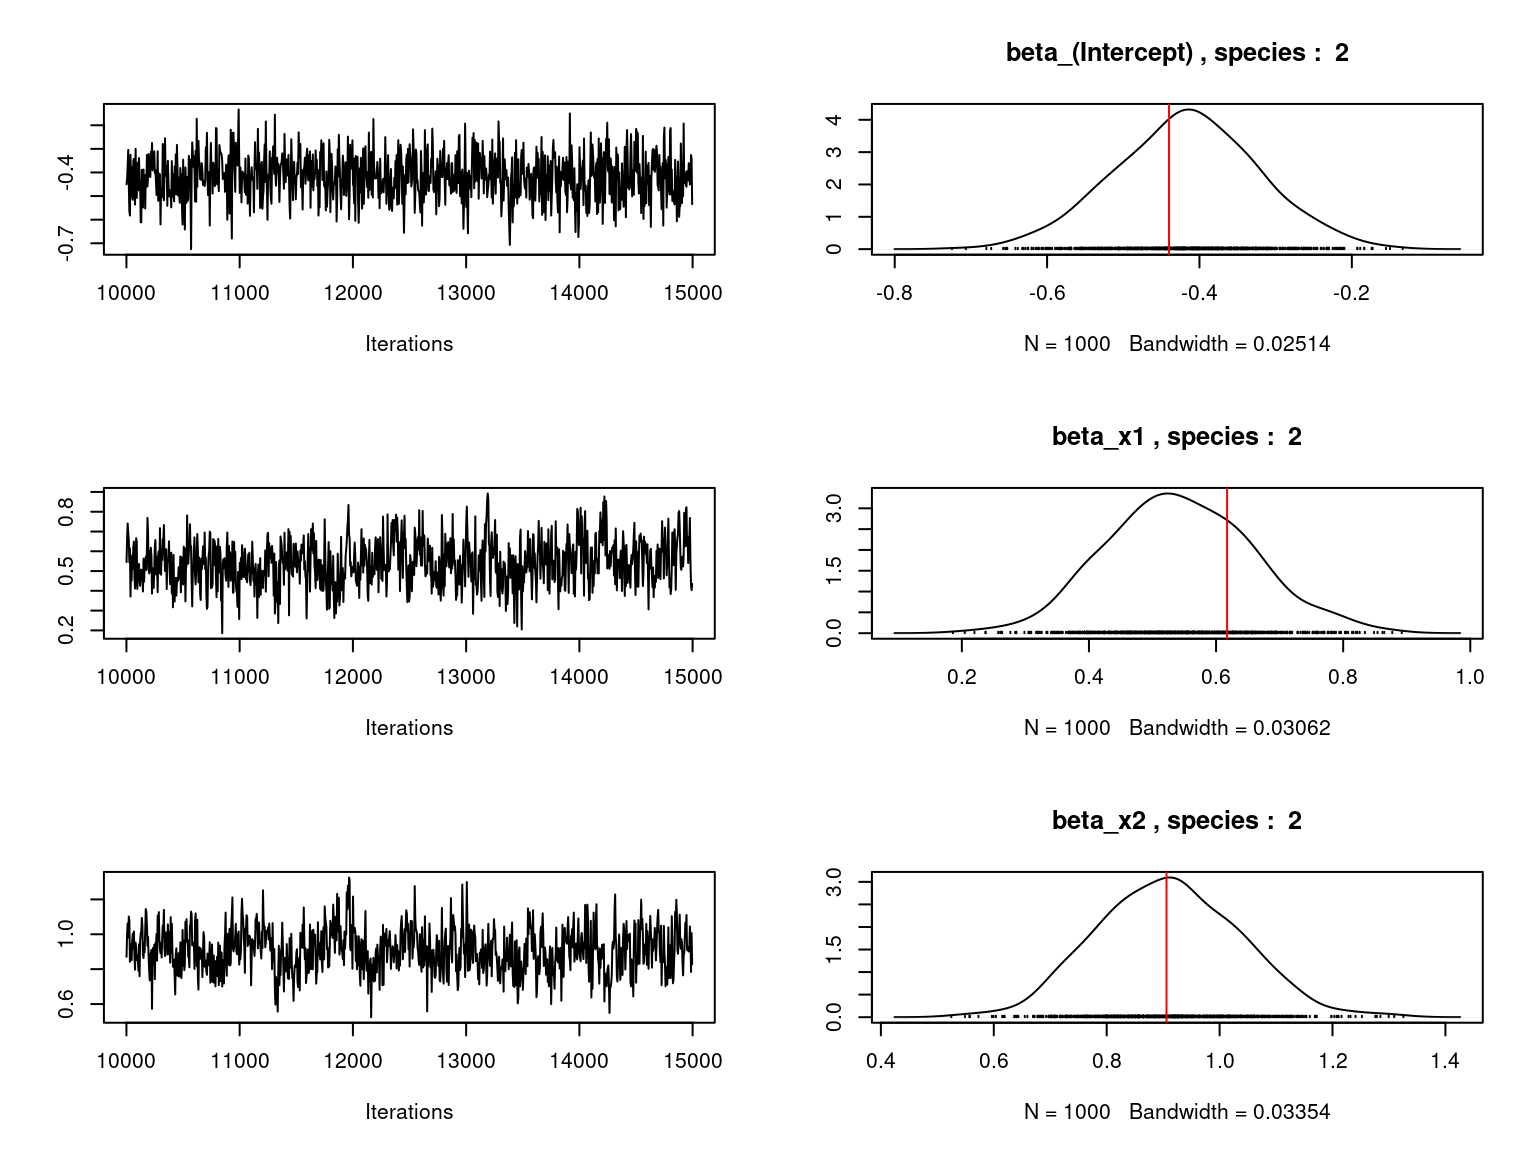 beta_(Intercept) , species :  2
-0.7 -0.4
10000 11000 12000 13000 14000 15000
Iterations
0 1 2 3 4
-0.8 -0.6 -0.4 -0.2
N = 1000   Bandwidth = 0.02514
beta_x1 , species :  2
0.2 0.5 0.8
10000 11000 12000 13000 14000 15000
Iterations
0.0 1.5 3.0
0.2 0.4 0.6 0.8 1.0
N = 1000   Bandwidth = 0.03062
beta_x2 , species :  2
0.6 1.0
10000 11000 12000 13000 14000 15000
Iterations
0.0 1.5 3.0
0.4 0.6 0.8 1.0 1.2 1.4
N = 1000   Bandwidth = 0.03354